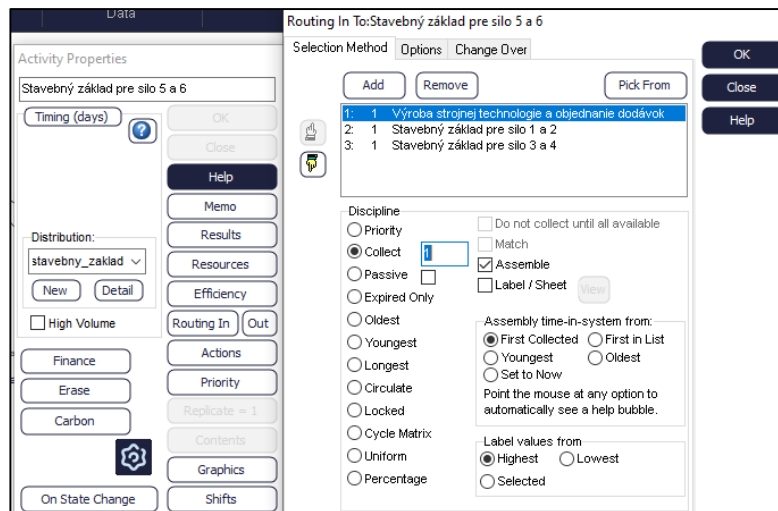 Data
Activity Properties
Stavebný základ pre silo 5 a 6
Timing (days)
OK
Close
Help
Memo
Distribution:
Results
stavebny_zaklad
Resources
New
Detail
Efficiency
High Volume
Routing In
Out
Finance
Actions
Erase
Priority
Carbon
Replicate = 1
Contents
Graphics
On State Change
Shifts
Routing In To:Stavebný základ pre silo 5 a 6
Selection Method
Options
Change Over
OK
Add
Remove
Pick From
Close
1: 1 Výroba strojnej technologie a objednanie dodávok
Help
2: 1 Stavebný základ pre silo 1 a 2
3: 1 Stavebný základ pre silo 3 a 4
Discipline
Priority
Do not collect until all available
Collect
1
Match
Passive
Assemble
Expired Only
Label / Sheet
View
Oldest
Assembly time-in-system from:
Youngest
First Collected
First in List
Longest
Youngest
Oldest
Circulate
Set to Now
Locked
Point the mouse at any option to
automatically see a help bubble.
Cycle Matrix
Label values from
Uniform
Highest
Lowest
Percentage
Selected